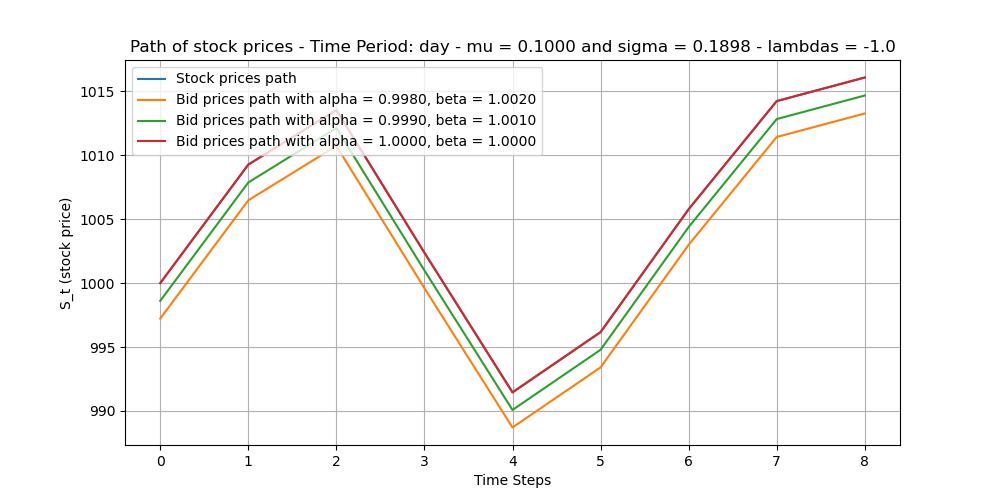 Path of stock prices - Time Period: day - mu = 0.1000 and sigma = 0.1898 - lambdas = -1.0
Stock prices path
Bid prices path with alpha = 0.9980, beta = 1.0020
Bid prices path with alpha = 0.9990, beta = 1.0010
Bid prices path with alpha = 1.0000, beta = 1.0000
1015
1010
1005
1000
995
990
S_t (stock price)
0 1 2 3 4 5 6 7 8
Time Steps